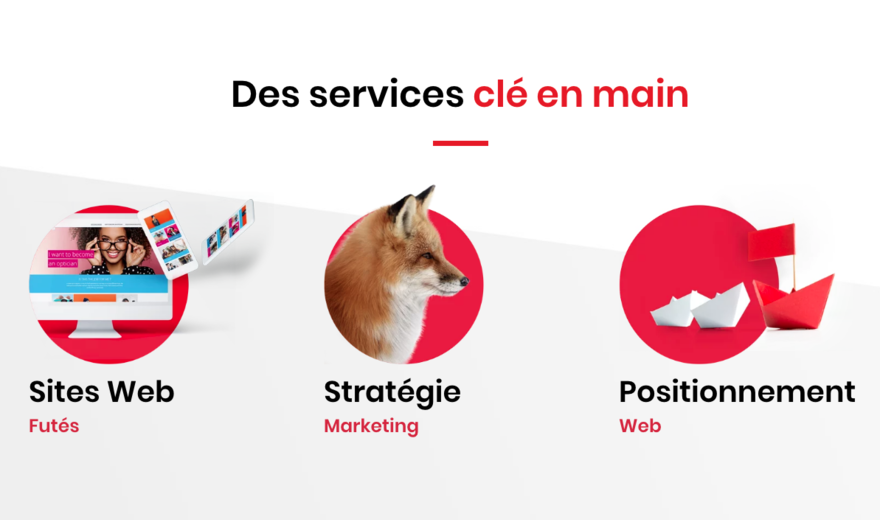 Des services clé en main
I want to become
an optician
Sites Web
Futés
Stratégie
Marketing
Positionnement
Web